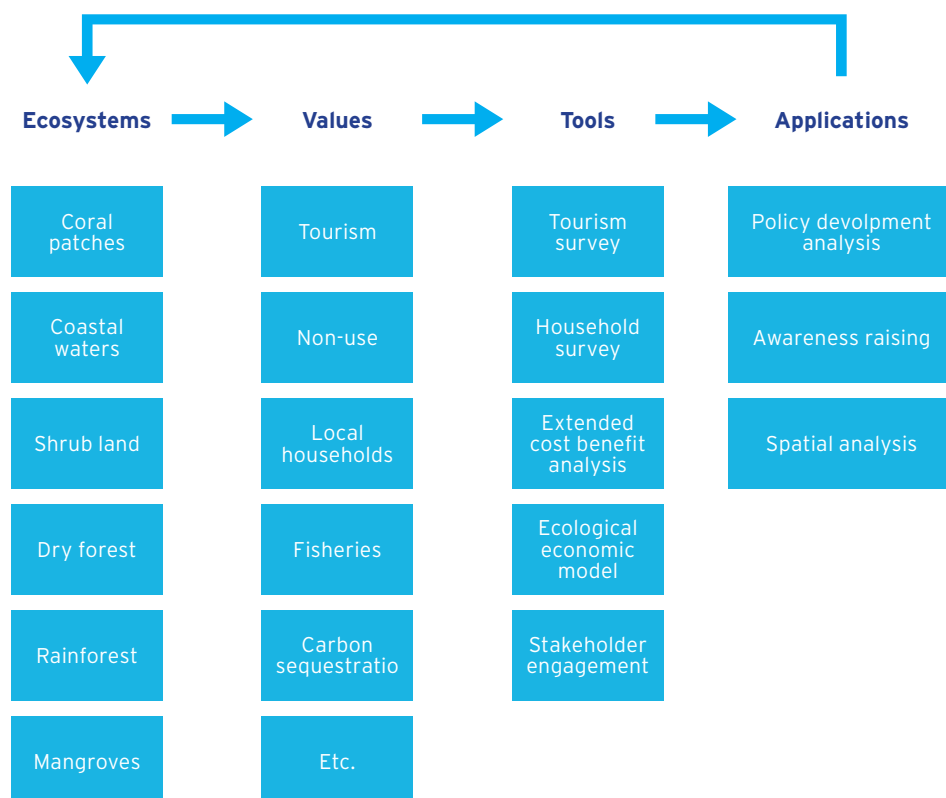 Ecosystems
Values
Tools
Applications
Coral
patches
Coastal
waters
Shrub land
Dry forest
Rainforest
Mangroves
Tourism
Non-use
Local
households
Fisheries
Carbon
sequestratio
Etc.
Tourism
survey
Household
survey
Extended
cost benefit
analysis
Ecological
economic
model
Stakeholder
engagement
Policy devolpment
analysis
Awareness raising
Spatial analysis